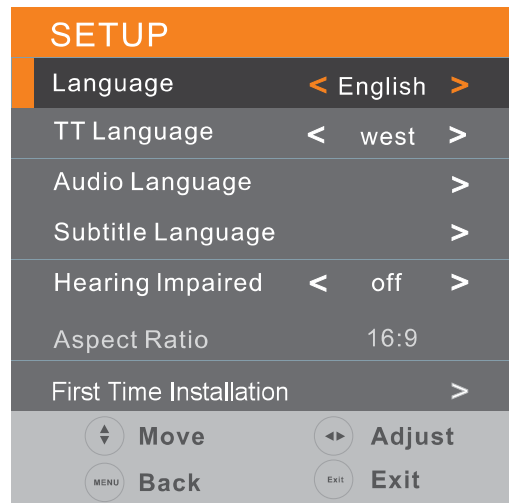 SETUP
Language < English >
TT Language < west >
Audio Language >
Subtitle Language >
Hearing Impaired < off >
Aspect Ratio 16:9
First Time Installation >
Move Adjust
MENU Back Exit Exit